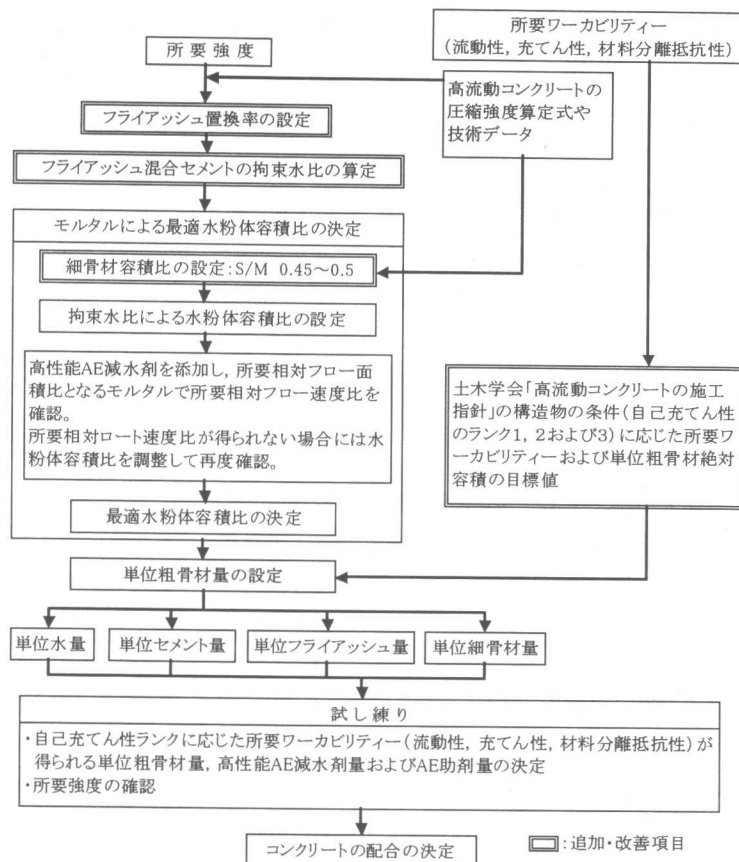 所要強度
所要ワーカビリティー
(流動性, 充てん性, 材料分離抵抗性)
高流動コンクリートの
圧縮強度算定式や
技術データ
フライアッシュ置換率の設定
フライアッシュ混合セメントの拘束水比の算定
モルタルによる最適水粉体容積比の決定
細骨材容積比の設定:S/M 0.45～0.5
拘束水比による水粉体容積比の設定
高性能AE減水剤を添加し, 所要相対フロー面
積比となるモルタルで所要相対フロー速度比を
確認。
所要相対ロート速度比が得られない場合には水
粉体容積比を調整して再度確認。
最適水粉体容積比の決定
土木学会「高流動コンクリートの施工
指針」の構造物の条件(自己充てん性
のランク1, 2および3)に応じた所要ワ
ーカビリティーおよび単位粗骨材絶対
容積の目標値
単位粗骨材量の設定
単位水量
単位セメント量
単位フライアッシュ量
単位細骨材量
試し練り
・自己充てん性ランクに応じた所要ワーカビリティー(流動性, 充てん性, 材料分離抵抗性)が
得られる単位粗骨材量, 高性能AE減水剤量およびAE助剤量の決定
・所要強度の確認
コンクリートの配合の決定
:追加・改善項目